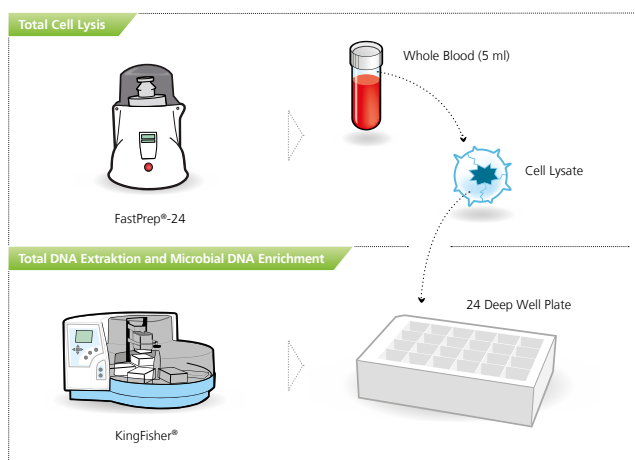 Total Cell Lysis
Whole Blood (5 ml)
Cell Lysate
FastPrep®-24
Total DNA Extraktion and Microbial DNA Enrichment
24 Deep Well Plate
KingFisher®